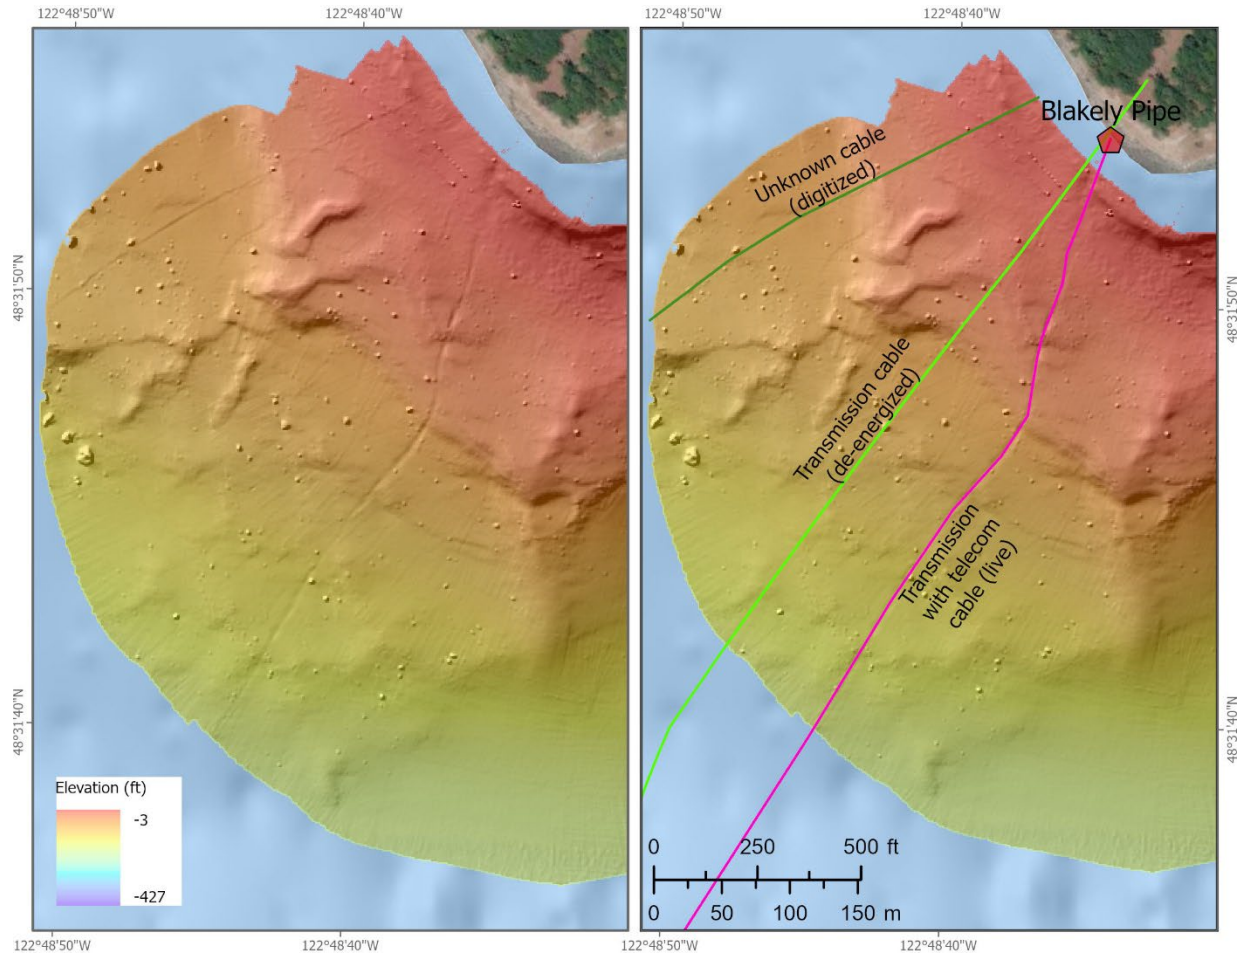 122°48'50"W
122°48'40"W
122°48'50"W
122°48'40"W
48°31'50"N
48°31'40"N
Elevation (ft)
-3
-427
122°48'50"W
122°48'40"W
Blakely Pipe
Unknown cable
(digitized)
Transmission cable
(de-energized)
Transmission
with telecom
cable (live)
48°31'50"N
48°31'40"N
0 250 500 ft
0 50 100 150 m
122°48'50"W
122°48'40"W